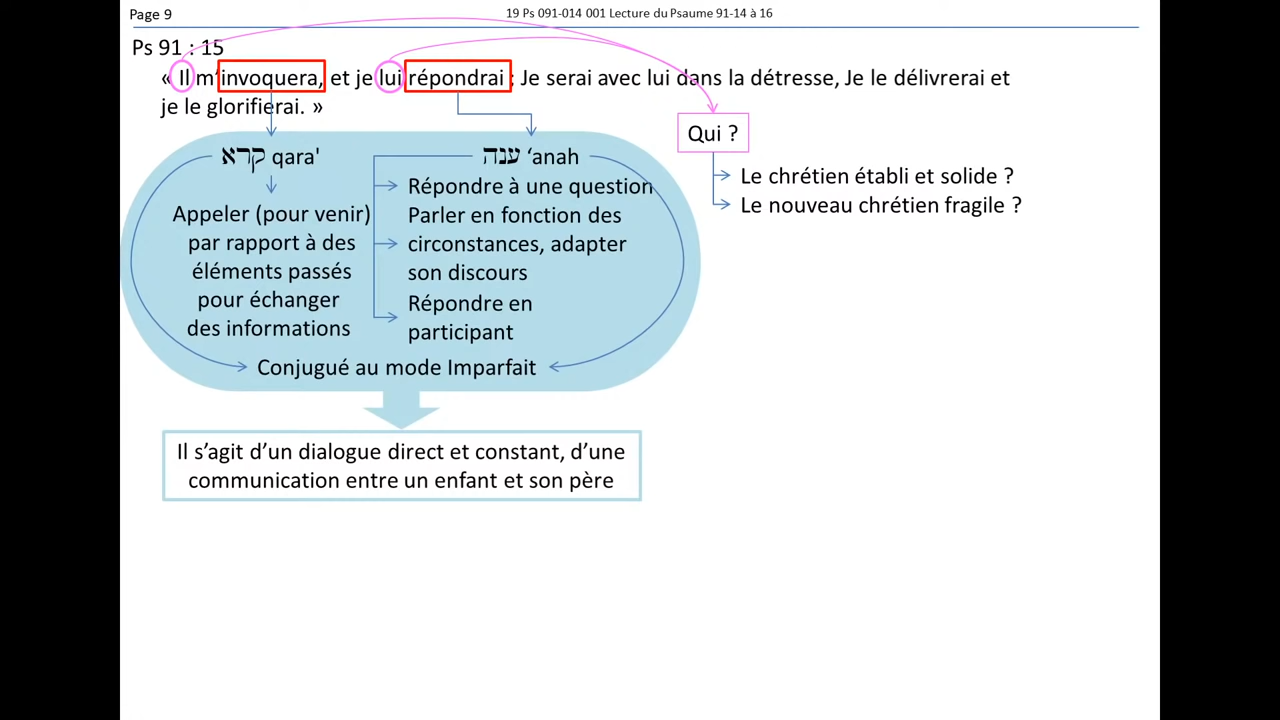 Page 9
19 Ps 091-014 001 Lecture du Psaume 91-14 à 16
Ps 91 : 15
« Il m’invoquera, et je lui répondrai ; Je serai avec lui dans la détresse, Je le délivrerai et
je le glorifierai. »
Qui ?
Le chrétien établi et solide ?
Le nouveau chrétien fragile ?
קרא qara'
Appeler (pour venir)
par rapport à des
éléments passés
pour échanger
des informations
ענה ‘anah
Répondre à une question
Parler en fonction des
circonstances, adapter
son discours
Répondre en
participant
Conjugué au mode Imparfait
Il s’agit d’un dialogue direct et constant, d’une
communication entre un enfant et son père